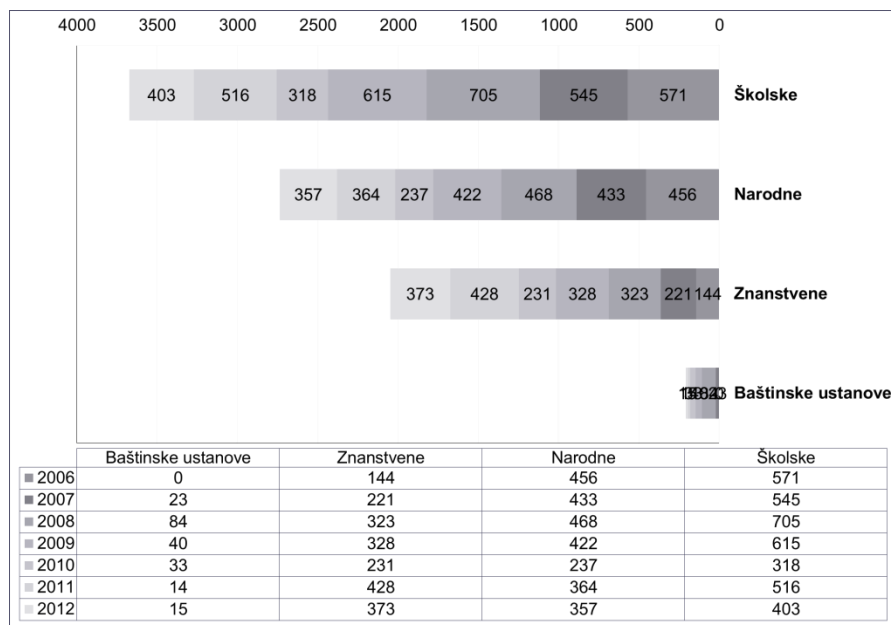 4000 3500 3000 2500 2000 1500 1000 500 0
403 516 318 615 705 545 571 Školske
357 364 237 422 468 433 456 Narodne
373 428 231 328 323 221 144 Znanstvene
Baštinske ustanove
Baštinske ustanove Znanstvene Narodne Školske
2006 0 144 456 571
2007 23 221 433 545
2008 84 323 468 705
2009 40 328 422 615
2010 33 231 237 318
2011 14 428 364 516
2012 15 373 357 403